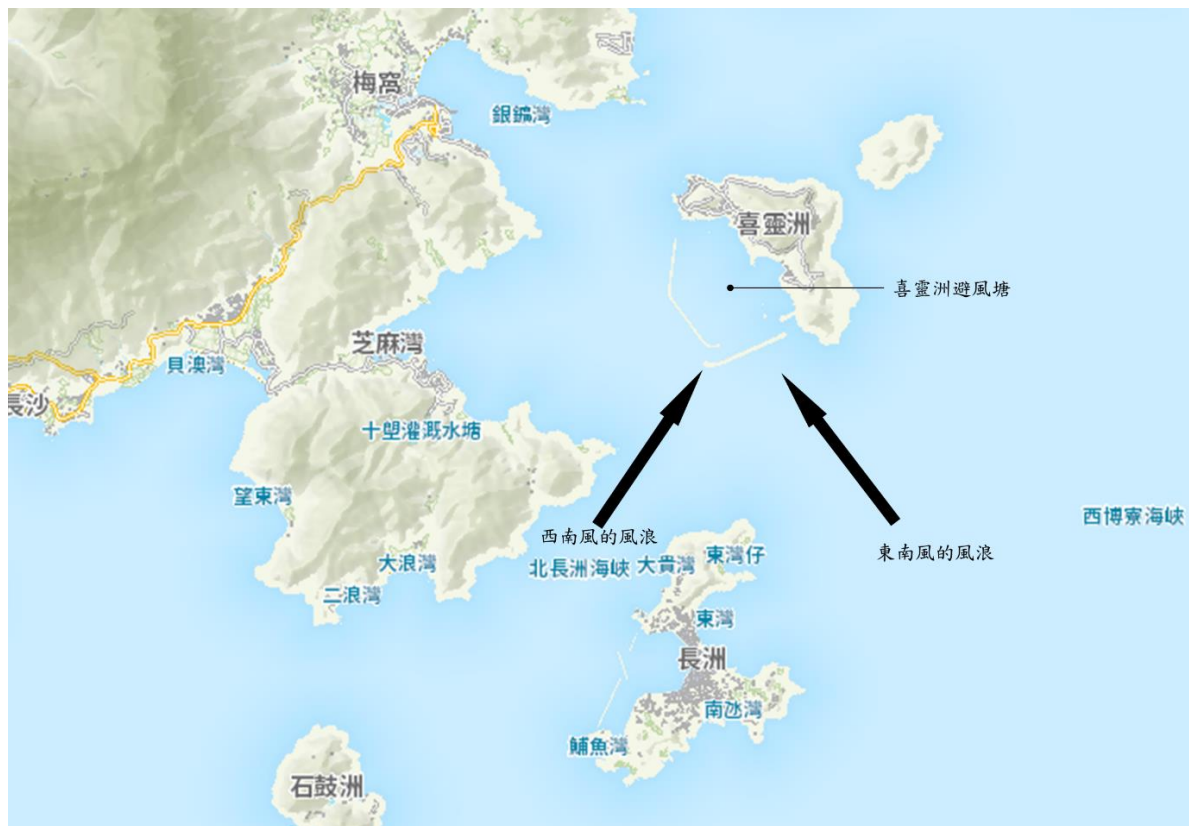 梅窩
銀鑛灣
喜靈洲
喜靈洲避風塘
芝麻灣
貝澳灣
長沙
十塱灌溉水塘
望東灣
西博寮海峽
西南風的風浪
東南風的風浪
大浪灣
北長洲海峽
大貴灣
東灣仔
二浪灣
東灣
長洲
南氹灣
鯆魚灣
石鼓洲